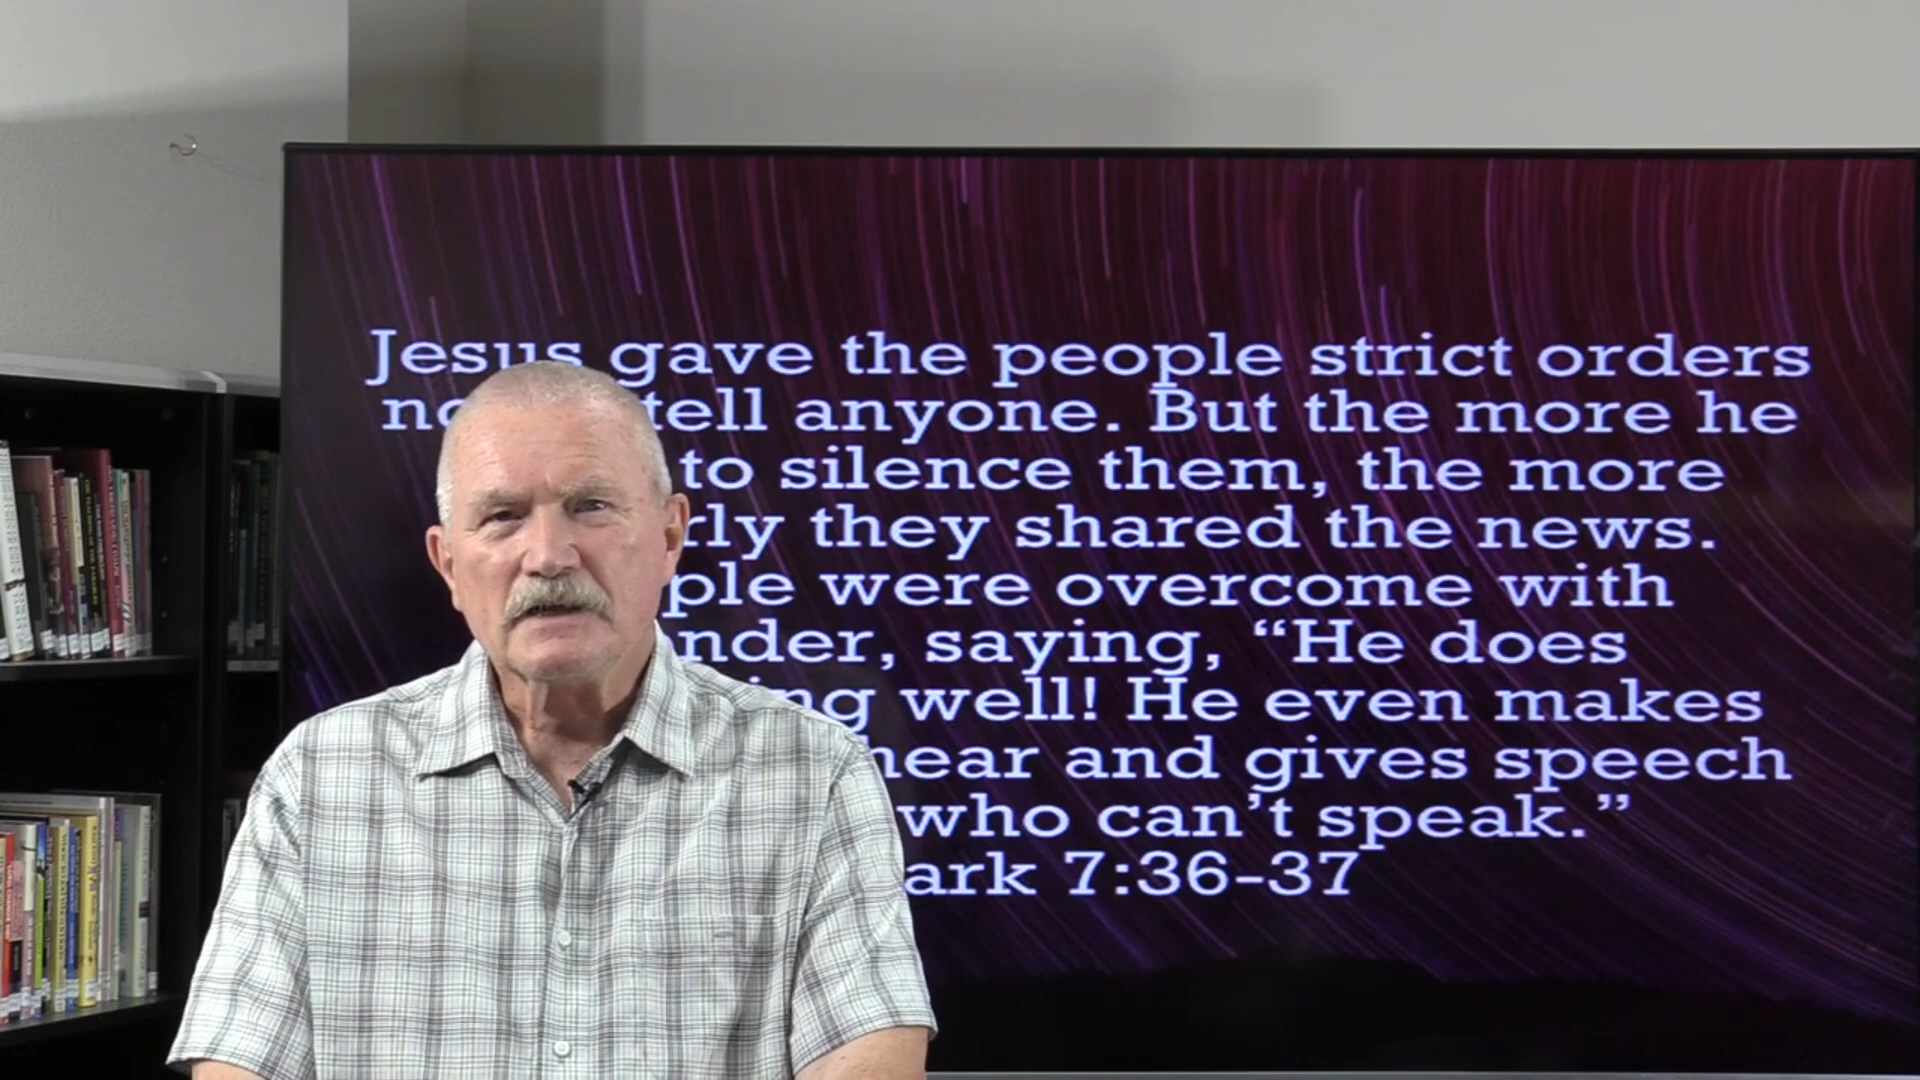 Jesus gave the people strict orders
tell anyone. But the more he
to silence them, the more
rly they shared the news.
ple were overcome with
nder, saying, “He does
ing well! He even makes
hear and gives speech
who can’t speak.”
ark 7:36-37